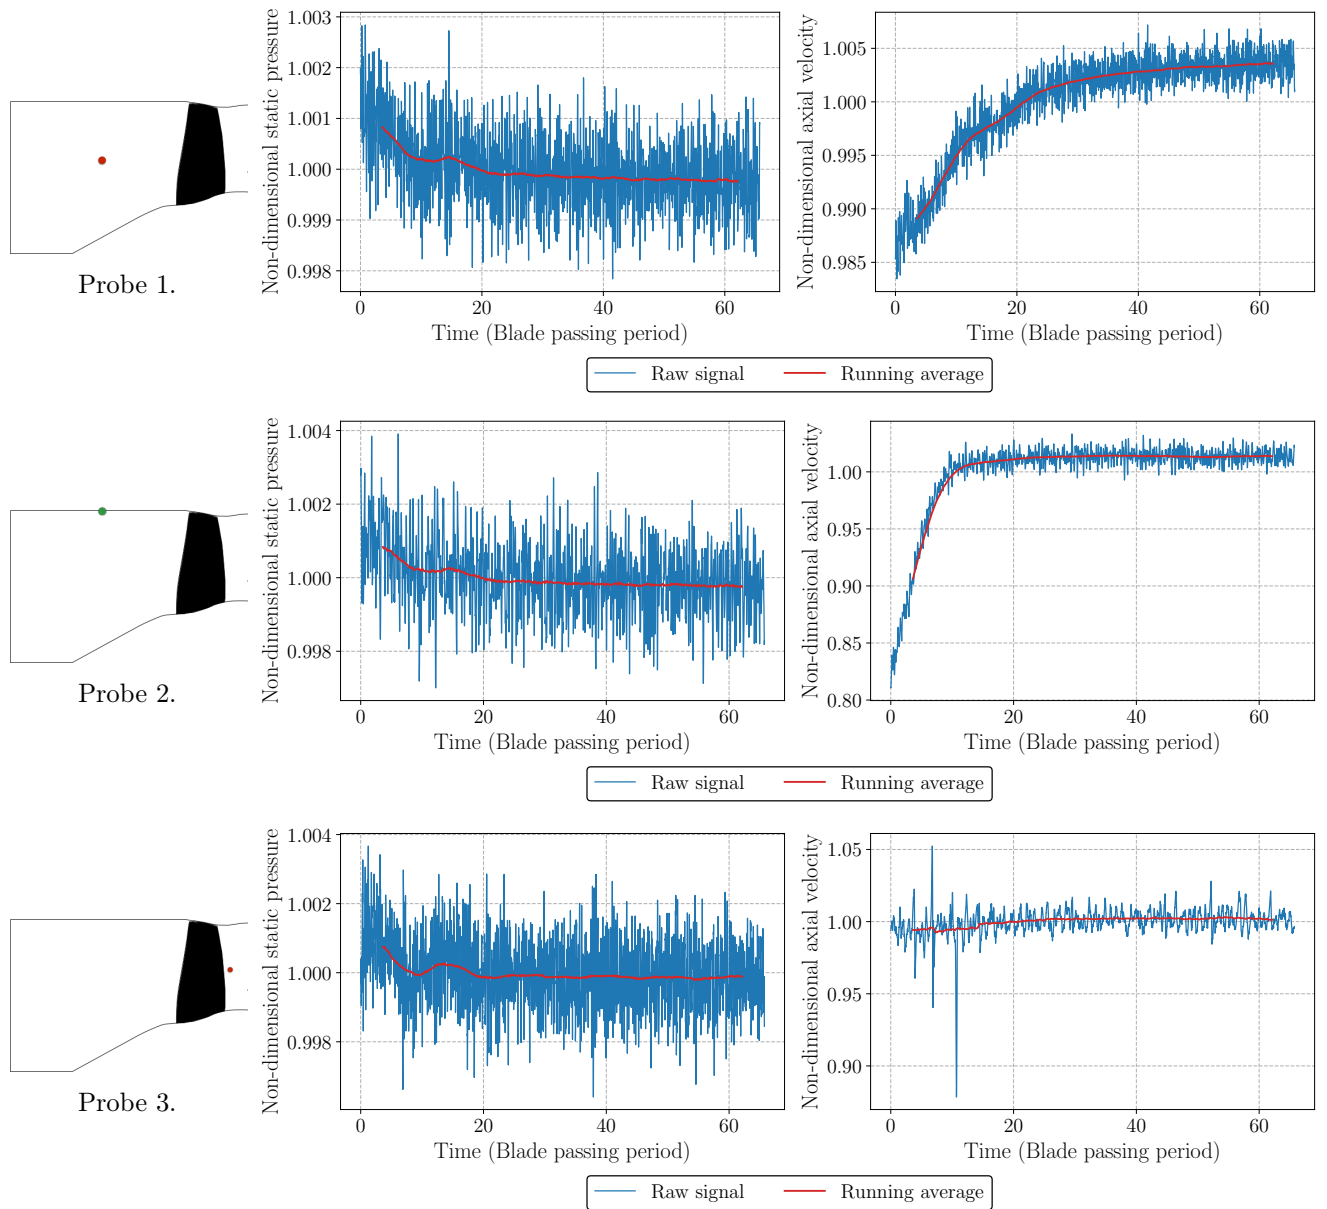 Probe 1.
Non-dimensional static pressure
1.003
1.002
1.001
1.000
0.999
0.998
0 20 40 60
Time (Blade passing period)
Non-dimensional axial velocity
1.005
1.000
0.995
0.990
0.985
0 20 40 60
Time (Blade passing period)
Raw signal Running average
Probe 2.
Non-dimensional static pressure
1.004
1.002
1.000
0.998
0 20 40 60
Time (Blade passing period)
Non-dimensional axial velocity
1.00
0.95
0.90
0.85
0.80
0 20 40 60
Time (Blade passing period)
Raw signal Running average
Probe 3.
Non-dimensional static pressure
1.004
1.002
1.000
0.998
0 20 40 60
Time (Blade passing period)
Non-dimensional axial velocity
1.05
1.00
0.95
0.90
0 20 40 60
Time (Blade passing period)
Raw signal Running average